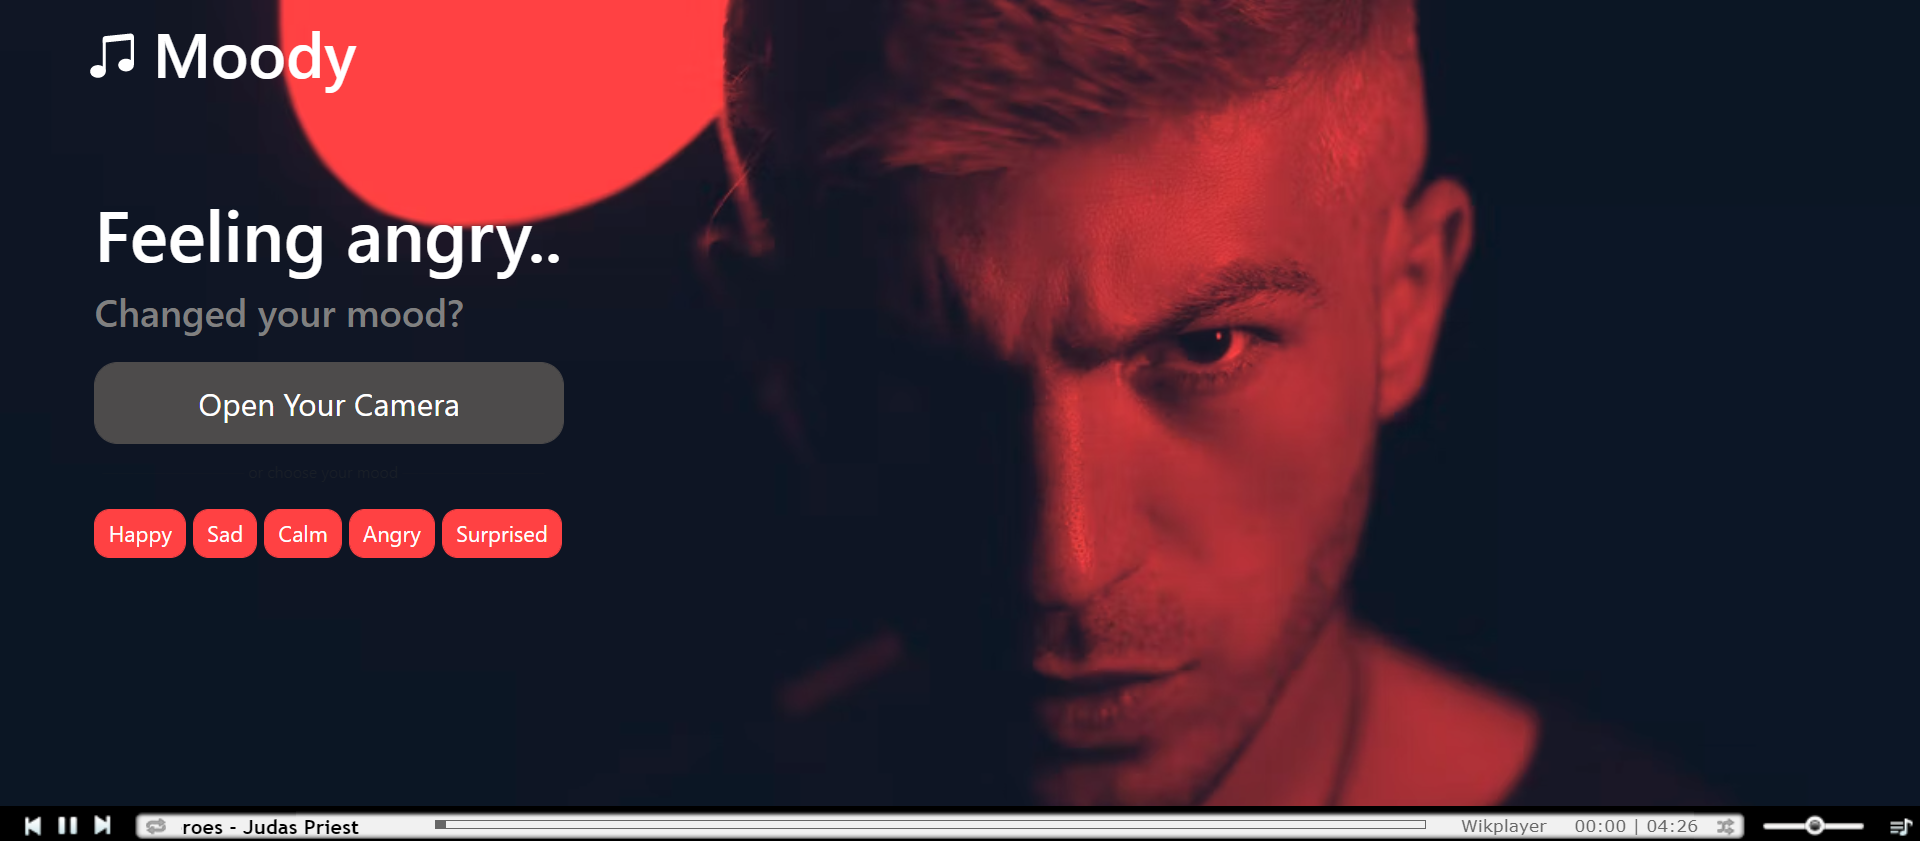 Moody
Feeling angry..
Changed your mood?
Open Your Camera
or choose your mood
Happy Sad Calm Angry Surprised
roes - Judas Priest Wikplayer 00:00 | 04:26